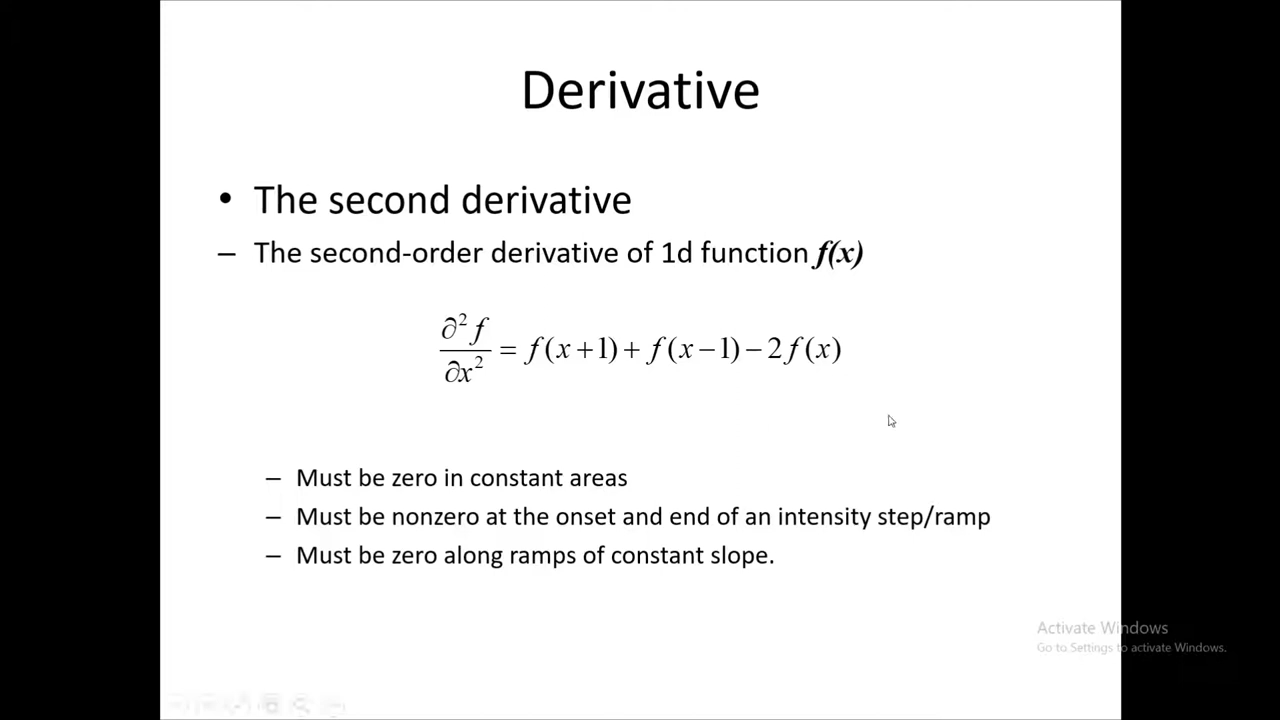 Derivative
• The second derivative
– The second-order derivative of 1d function f(x)
∂²f/∂x² = f(x+1) + f(x−1) − 2f(x)
– Must be zero in constant areas
– Must be nonzero at the onset and end of an intensity step/ramp
– Must be zero along ramps of constant slope.
Activate Windows
Go to Settings to activate Windows.